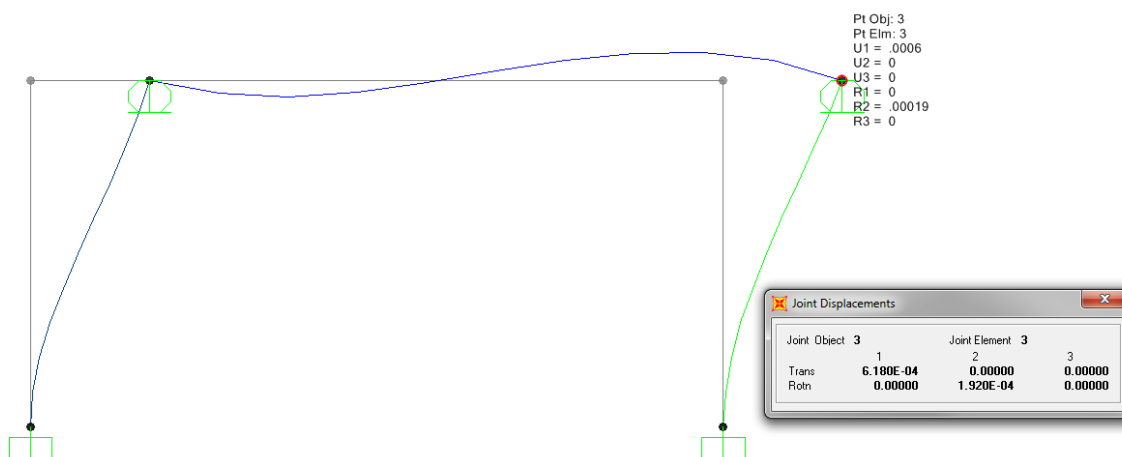 Pt Obj: 3
Pt Elm: 3
U1 = .0006
U2 = 0
U3 = 0
R1 = 0
R2 = .00019
R3 = 0
Joint Displacements
Joint Object 3 Joint Element 3
1 2 3
Trans 6.180E-04 0.00000 0.00000
Rotn 0.00000 1.920E-04 0.00000